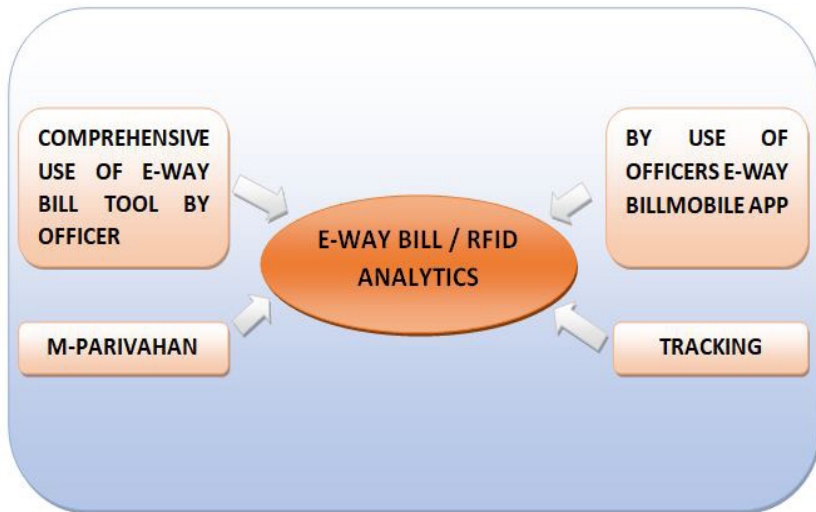 COMPREHENSIVE
USE OF E-WAY
BILL TOOL BY
OFFICER
BY USE OF
OFFICERS E-WAY
BILLMOBILE APP
E-WAY BILL / RFID
ANALYTICS
M-PARIVAHAN
TRACKING